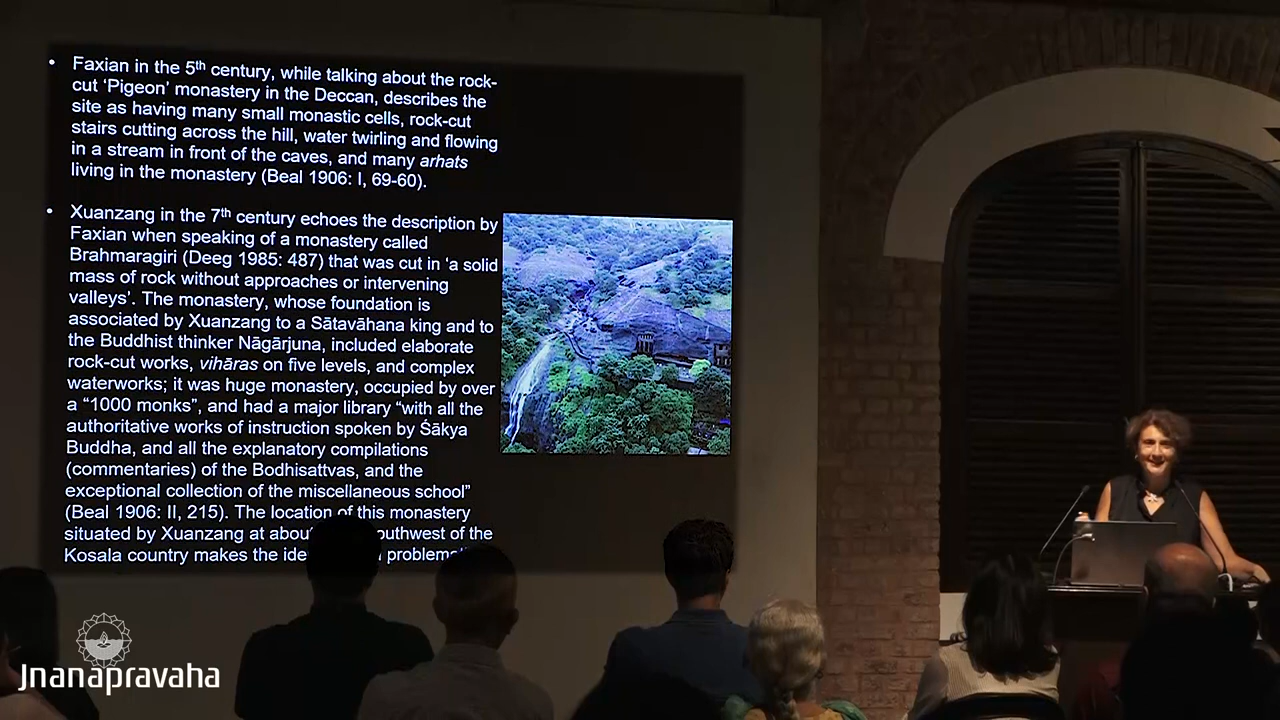 • Faxian in the 5th century, while talking about the rock-
cut ‘Pigeon’ monastery in the Deccan, describes the
site as having many small monastic cells, rock-cut
stairs cutting across the hill, water twirling and flowing
in a stream in front of the caves, and many arhats
living in the monastery (Beal 1906: I, 69-60).
• Xuanzang in the 7th century echoes the description by
Faxian when speaking of a monastery called
Brahmaragiri (Deeg 1985: 487) that was cut in ‘a solid
mass of rock without approaches or intervening
valleys’. The monastery, whose foundation is
associated by Xuanzang to a Sātavāhana king and to
the Buddhist thinker Nāgārjuna, included elaborate
rock-cut works, vihāras on five levels, and complex
waterworks; it was huge monastery, occupied by over
a “1000 monks”, and had a major library “with all the
authoritative works of instruction spoken by Śākya
Buddha, and all the explanatory compilations
(commentaries) of the Bodhisattvas, and the
exceptional collection of the miscellaneous school”
(Beal 1906: II, 215). The location of this monastery
situated by Xuanzang at of the
Kosala country makes the
Jnanapravaha